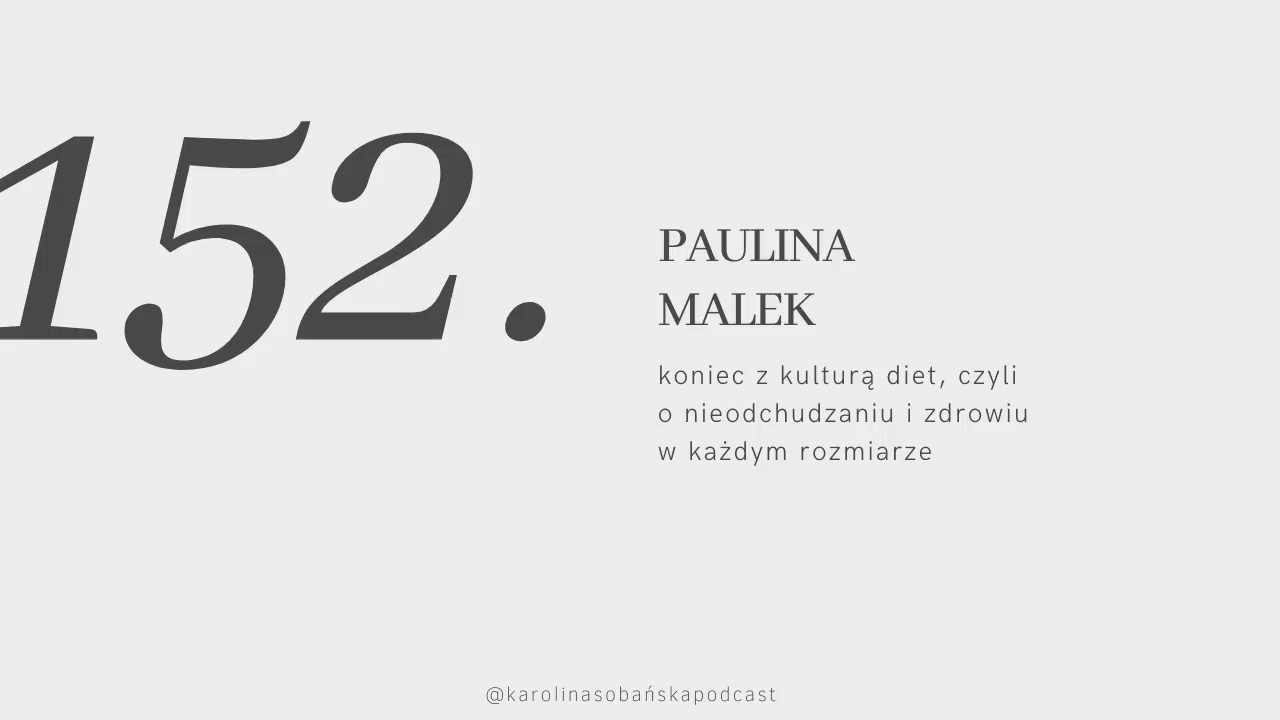 152.
PAULINA
MALEK
koniec z kulturą diet, czyli
o nieodchudzaniu i zdrowiu
w każdym rozmiarze
@karolinasobańskapodcast